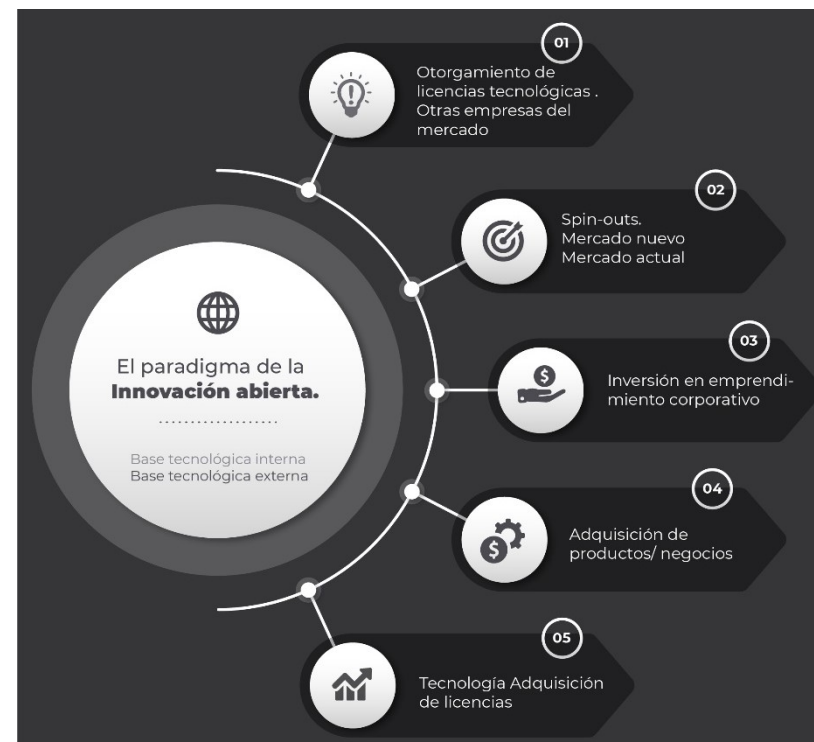 01
Otorgamiento de
licencias tecnológicas .
Otras empresas del
mercado
02
Spin-outs.
Mercado nuevo
Mercado actual
03
Inversión en emprendi-
miento corporativo
El paradigma de la
Innovación abierta.
Base tecnológica interna
Base tecnológica externa
04
Adquisición de
productos/ negocios
05
Tecnología Adquisición
de licencias